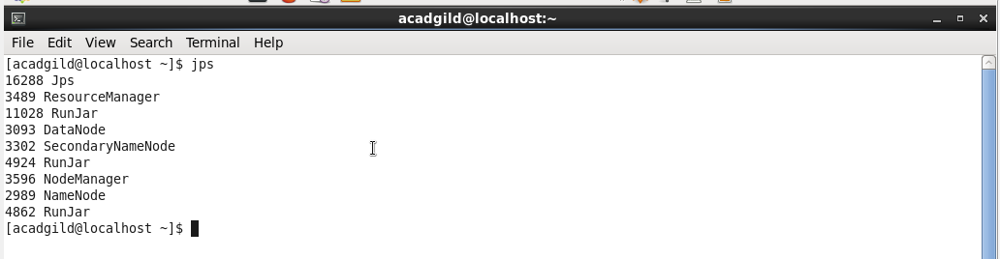 acadgild@localhost:~
File Edit View Search Terminal Help
[acadgild@localhost ~]$ jps
16288 Jps
3489 ResourceManager
11028 RunJar
3093 DataNode
3302 SecondaryNameNode
4924 RunJar
3596 NodeManager
2989 NameNode
4862 RunJar
[acadgild@localhost ~]$